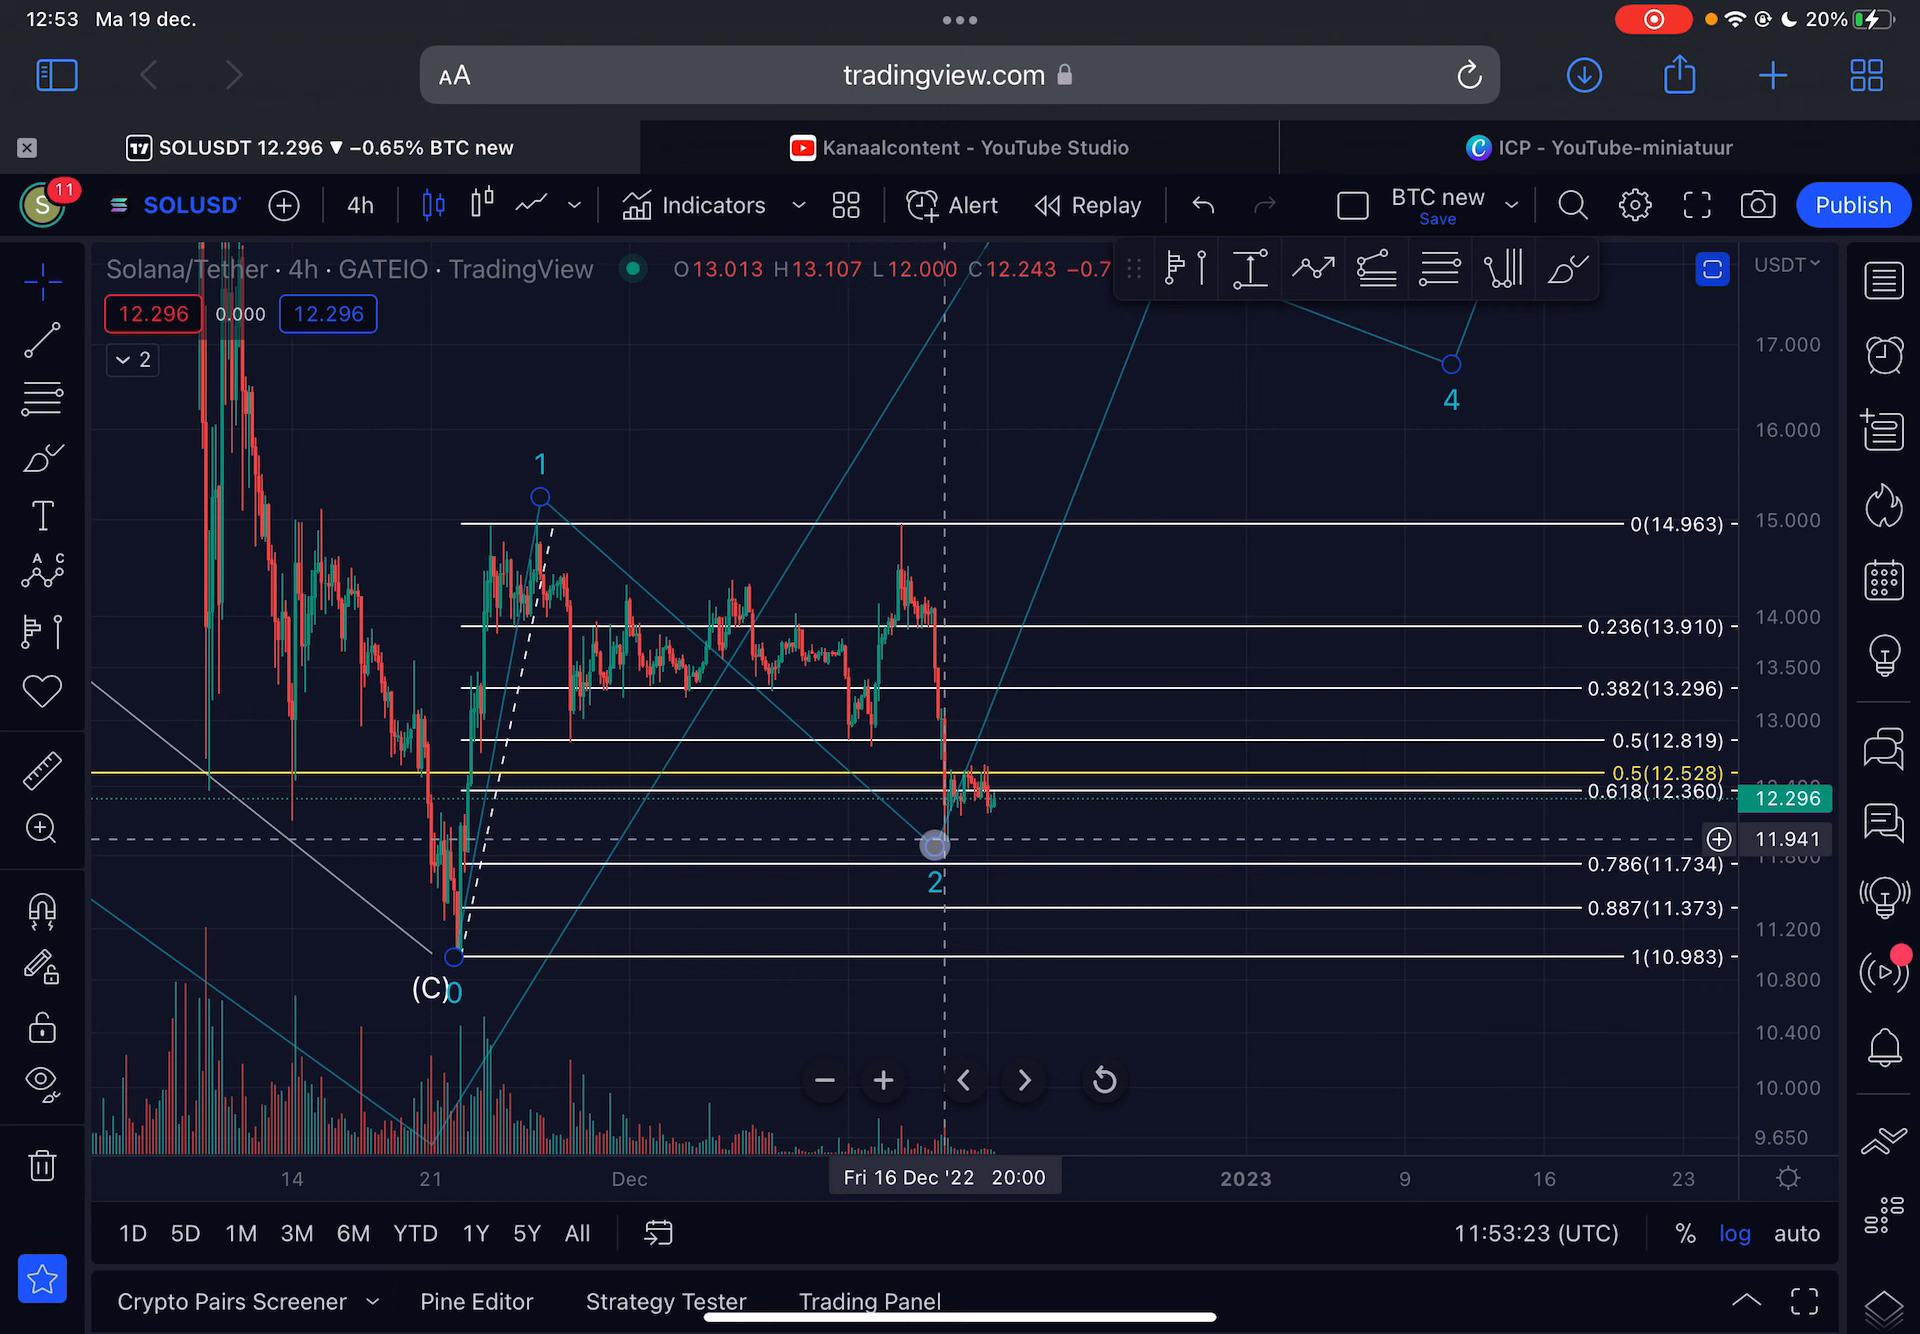 12:53 Ma 19 dec.
20%
AA
tradingview.com
SOLUSDT 12.296 ▼ −0.65% BTC new
Kanaalcontent - YouTube Studio
ICP - YouTube-miniatuur
S
11
SOLUSD
4h
Indicators
Alert
Replay
BTC new
Save
Publish
Solana/Tether · 4h · GATEIO · TradingView
O13.013 H13.107 L12.000 C12.243 −0.7
USDT
12.296
0.000
12.296
2
17.000
4
16.000
1
0(14.963)
15.000
14.000
0.236(13.910)
13.500
0.382(13.296)
13.000
0.5(12.819)
0.5(12.528)
0.618(12.360)
12.296
11.941
0.786(11.734)
2
0.887(11.373)
11.200
1(10.983)
10.800
(C)
0
10.400
10.000
9.650
14
21
Dec
Fri 16 Dec '22 20:00
2023
9
16
23
1D 5D 1M 3M 6M YTD 1Y 5Y All
11:53:23 (UTC)
%
log
auto
Crypto Pairs Screener
Pine Editor
Strategy Tester
Trading Panel